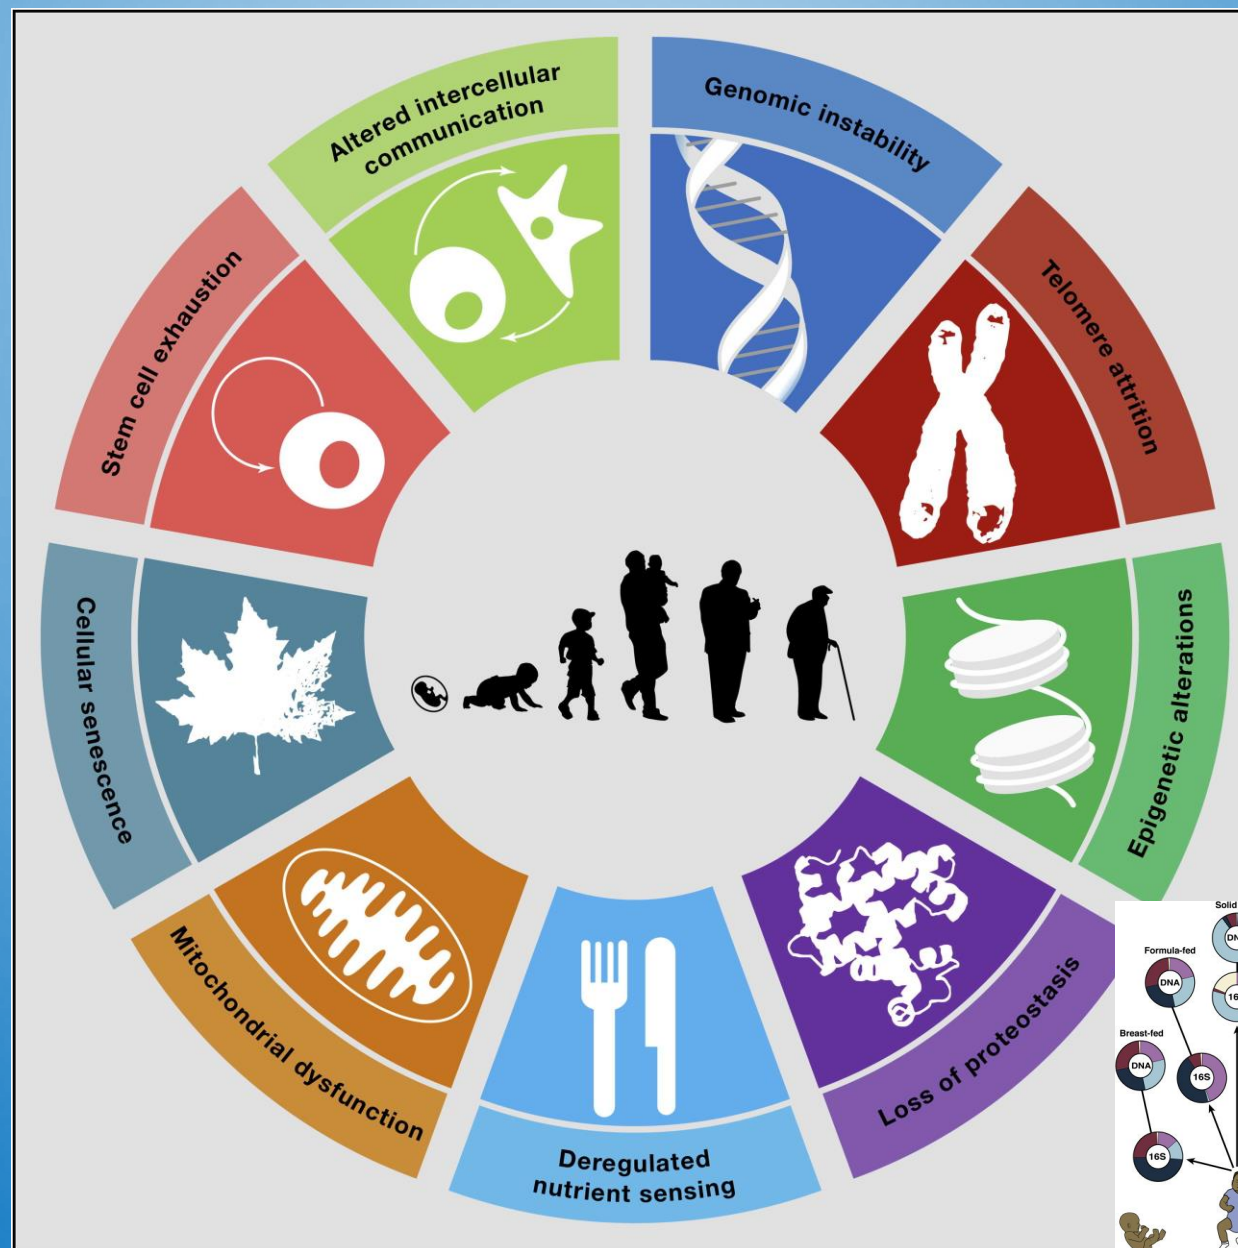 Altered intercellular
communication
Genomic instability
Telomere attrition
Epigenetic alterations
Loss of proteostasis
Deregulated
nutrient sensing
Mitochondrial dysfunction
Cellular senescence
Stem cell exhaustion
Solid
Formula-fed
DNA
Breast-fed
DNA
16S
16S